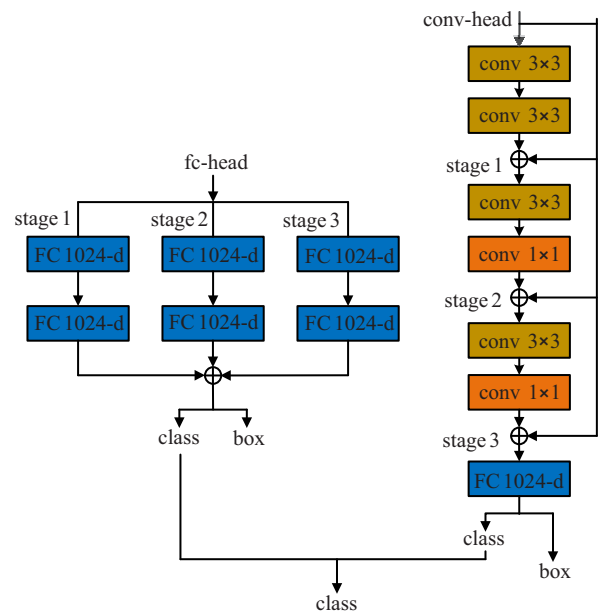 conv-head
conv 3×3
conv 3×3
stage 1
conv 3×3
conv 1×1
stage 2
conv 3×3
conv 1×1
stage 3
FC 1024-d
class
box
fc-head
stage 1
stage 2
stage 3
FC 1024-d
FC 1024-d
FC 1024-d
FC 1024-d
FC 1024-d
FC 1024-d
class
box
class